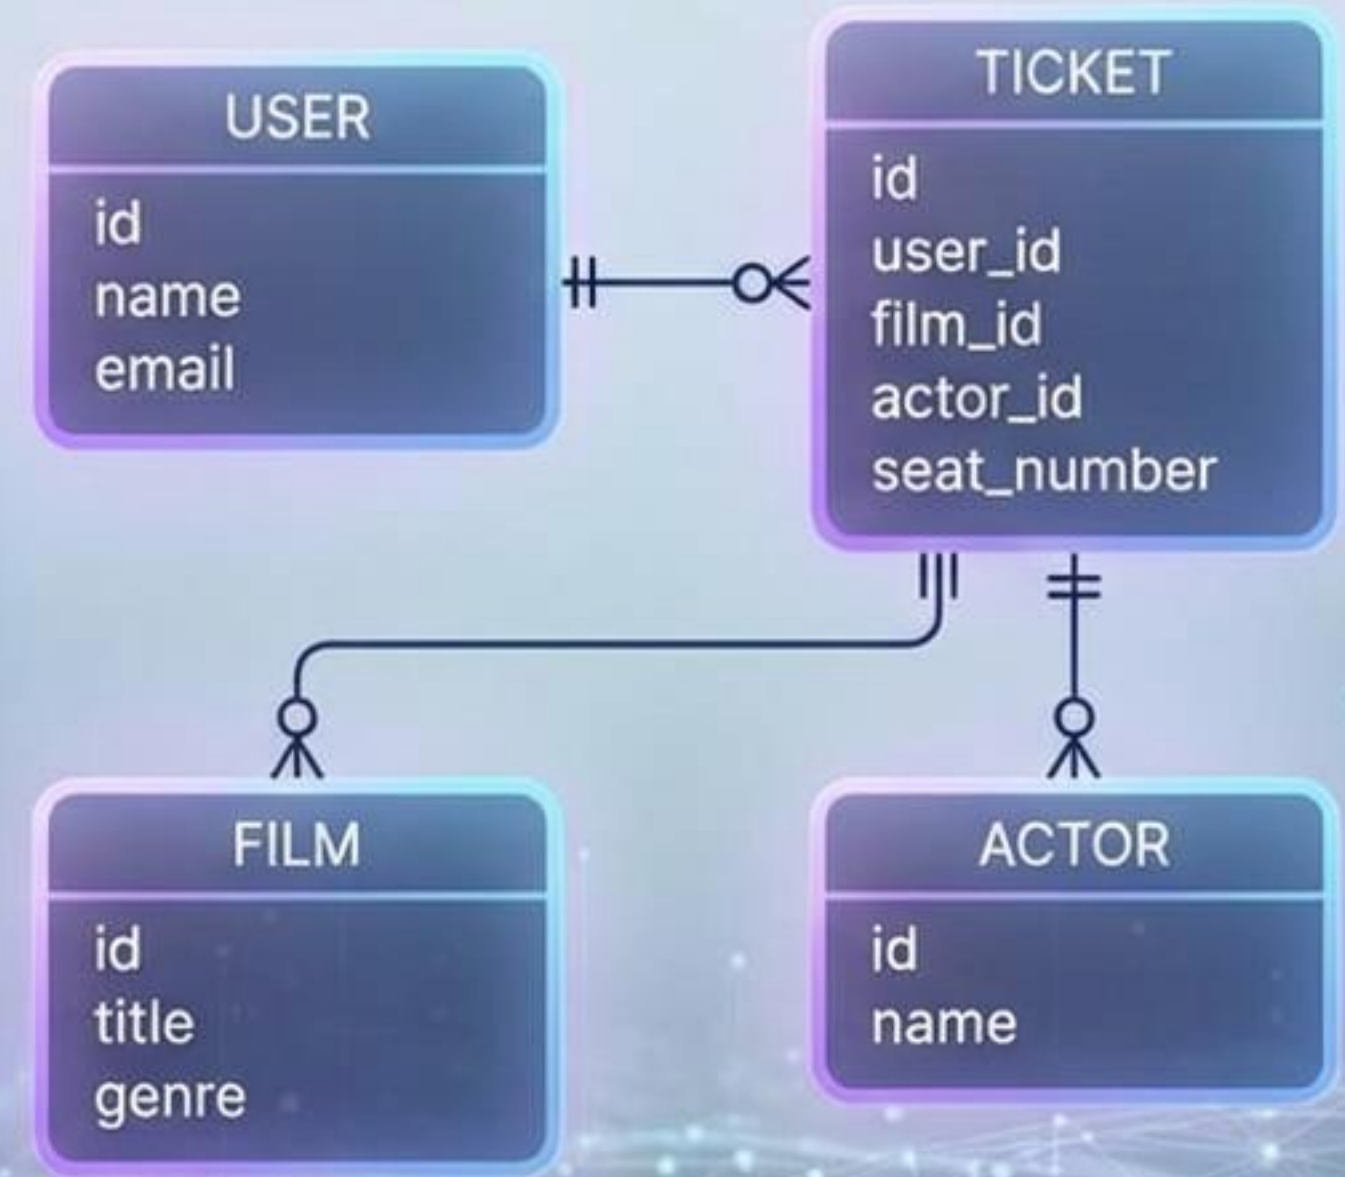 USER
id
name
email
TICKET
id
user_id
film_id
actor_id
seat_number
FILM
id
title
genre
ACTOR
id
name